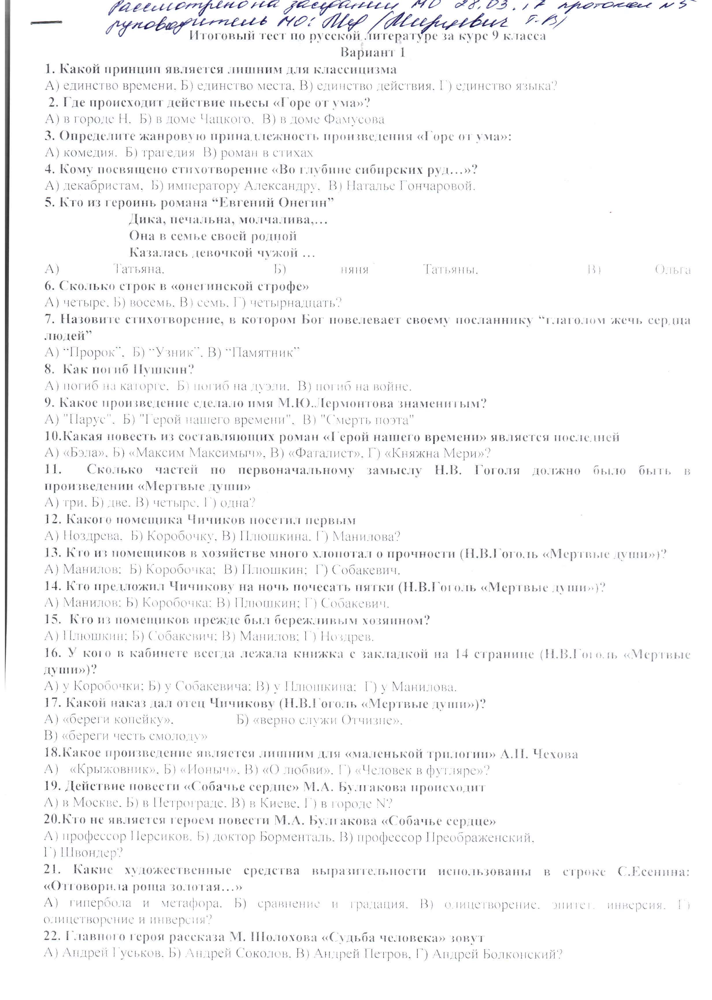 Рассмотрено на заседании МО 28.03.17 протокол №5
руководитель МО: (Мирцевич Т.В)
Итоговый тест по русской литературе за курс 9 класса
Вариант 1
1. Какой принцип является лишним для классицизма
А) единство времени. Б) единство места. В) единство действия. Г) единство языка?
2. Где происходит действие пьесы «Горе от ума»?
А) в городе Н. Б) в доме Чацкого. В) в доме Фамусова
3. Определите жанровую принадлежность произведения «Горе от ума»:
А) комедия. Б) трагедия В) роман в стихах
4. Кому посвящено стихотворение «Во глубине сибирских руд…»?
А) декабристам, Б) императору Александру, В) Наталье Гончаровой.
5. Кто из героинь романа “Евгений Онегин”
Дика, печальна, молчалива,…
Она в семье своей родной
Казалась девочкой чужой …
А) Татьяна. Б) няня Татьяны. В) Ольга
6. Сколько строк в «онегинской строфе»
А) четыре. Б) восемь. В) семь. Г) четырнадцать?
7. Назовите стихотворение, в котором Бог повелевает своему посланнику “глаголом жечь сердца
людей”
А) “Пророк”. Б) “Узник”. В) “Памятник”
8. Как погиб Пушкин?
А) погиб на каторге, Б) погиб на дуэли. В) погиб на войне.
9. Какое произведение сделало имя М.Ю.Лермонтова знаменитым?
А) "Парус". Б) "Герой нашего времени". В) "Смерть поэта"
10.Какая повесть из составляющих роман «Герой нашего времени» является последней
А) «Бэла». Б) «Максим Максимыч», В) «Фаталист», Г) «Княжна Мери»?
11. Сколько частей по первоначальному замыслу Н.В. Гоголя должно было быть в
произведении «Мертвые души»
А) три. Б) две. В) четыре. Г) одна?
12. Какого помещика Чичиков посетил первым
А) Ноздрева. Б) Коробочку, В) Плюшкина. Г) Манилова?
13. Кто из помещиков в хозяйстве много хлопотал о прочности (Н.В.Гоголь «Мертвые души»)?
А) Манилов; Б) Коробочка; В) Плюшкин; Г) Собакевич.
14. Кто предложил Чичикову на ночь почесать пятки (Н.В.Гоголь «Мертвые души»)?
А) Манилов; Б) Коробочка; В) Плюшкин; Г) Собакевич.
15. Кто из помещиков прежде был бережливым хозяином?
А) Плюшкин; Б) Собакевич; В) Манилов; Г) Ноздрев.
16. У кого в кабинете всегда лежала книжка с закладкой на 14 странице (Н.В.Гоголь «Мертвые
души»)?
А) у Коробочки; Б) у Собакевича; В) у Плюшкина; Г) у Манилова.
17. Какой наказ дал отец Чичикову (Н.В.Гоголь «Мертвые души»)?
А) «береги копейку», Б) «верно служи Отчизне».
В) «береги честь смолоду»
18.Какое произведение является лишним для «маленькой трилогии» А.П. Чехова
А) «Крыжовник». Б) «Ионыч». В) «О любви». Г) «Человек в футляре»?
19. Действие повести «Собачье сердце» М.А. Булгакова происходит
А) в Москве. Б) в Петрограде. В) в Киеве. Г) в городе N?
20.Кто не является героем повести М.А. Булгакова «Собачье сердце»
А) профессор Персиков. Б) доктор Борменталь. В) профессор Преображенский.
Г) Швондер?
21. Какие художественные средства выразительности использованы в строке С.Есенина:
«Отговорила роща золотая…»
А) гипербола и метафора. Б) сравнение и градация. В) олицетворение. эпитет. инверсия. Г)
олицетворение и инверсия?
22. Главного героя рассказа М. Шолохова «Судьба человека» зовут
А) Андрей Гуськов. Б) Андрей Соколов. В) Андрей Петров, Г) Андрей Болконский?